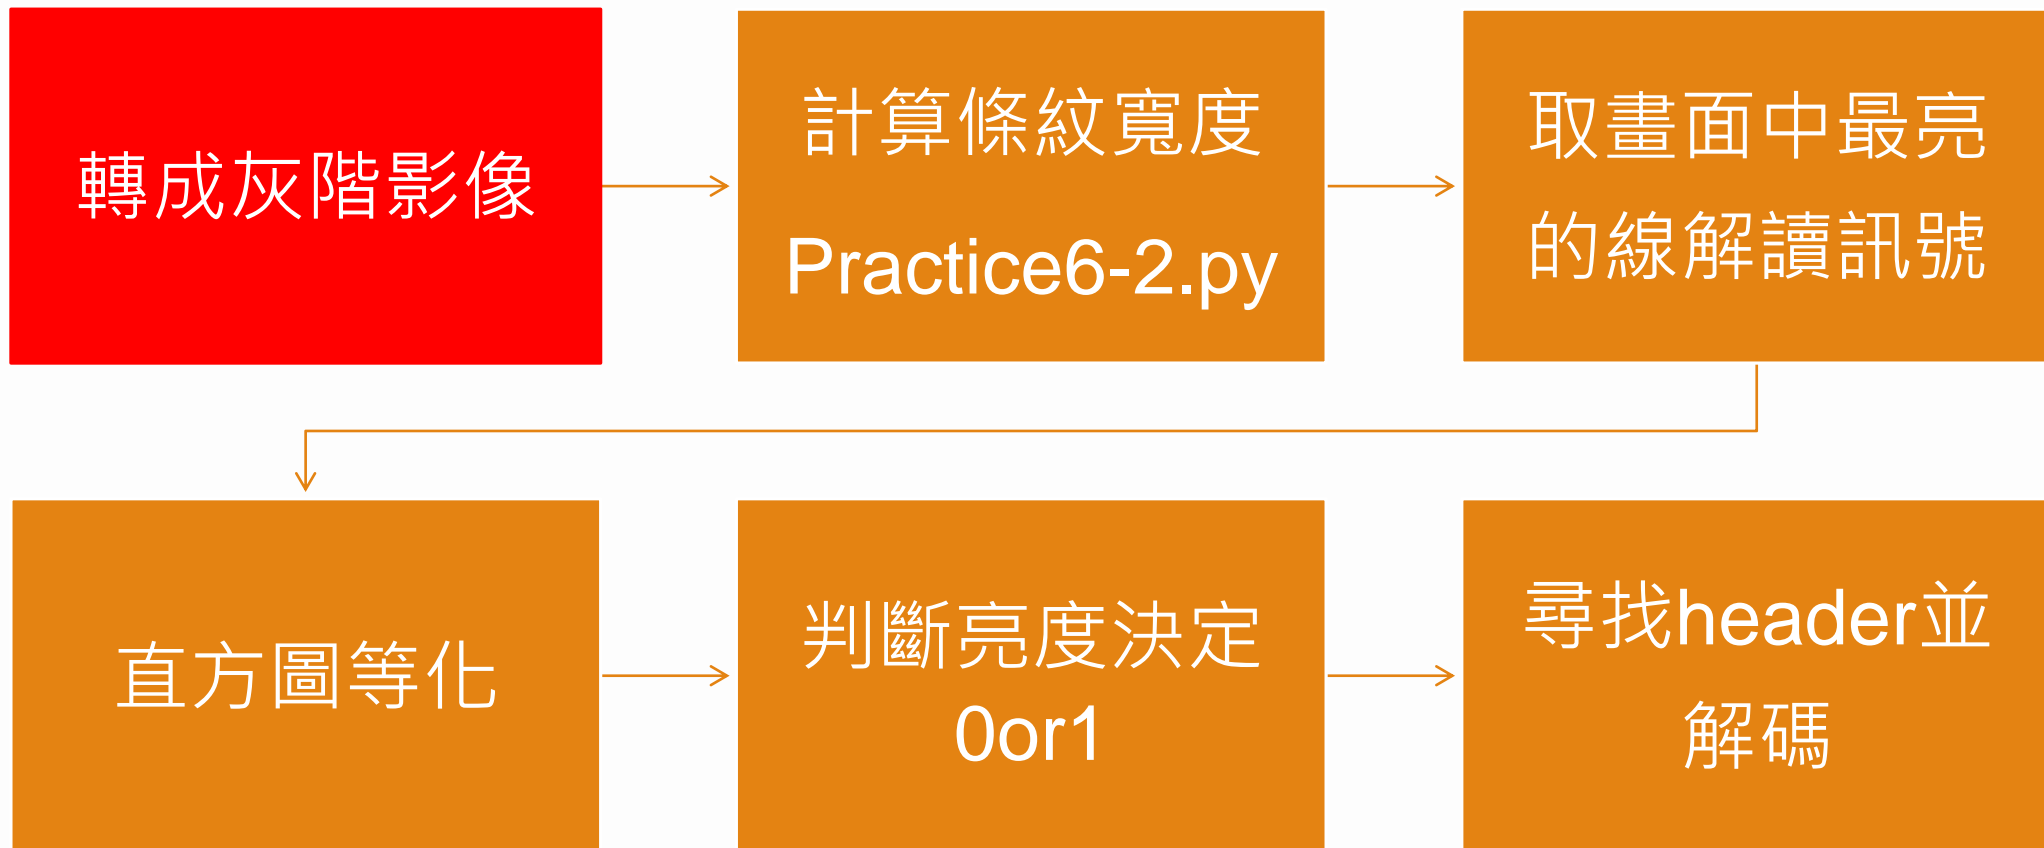 轉成灰階影像
計算條紋寬度
Practice6-2.py
取畫面中最亮
的線解讀訊號
直方圖等化
判斷亮度決定
0or1
尋找header並
解碼